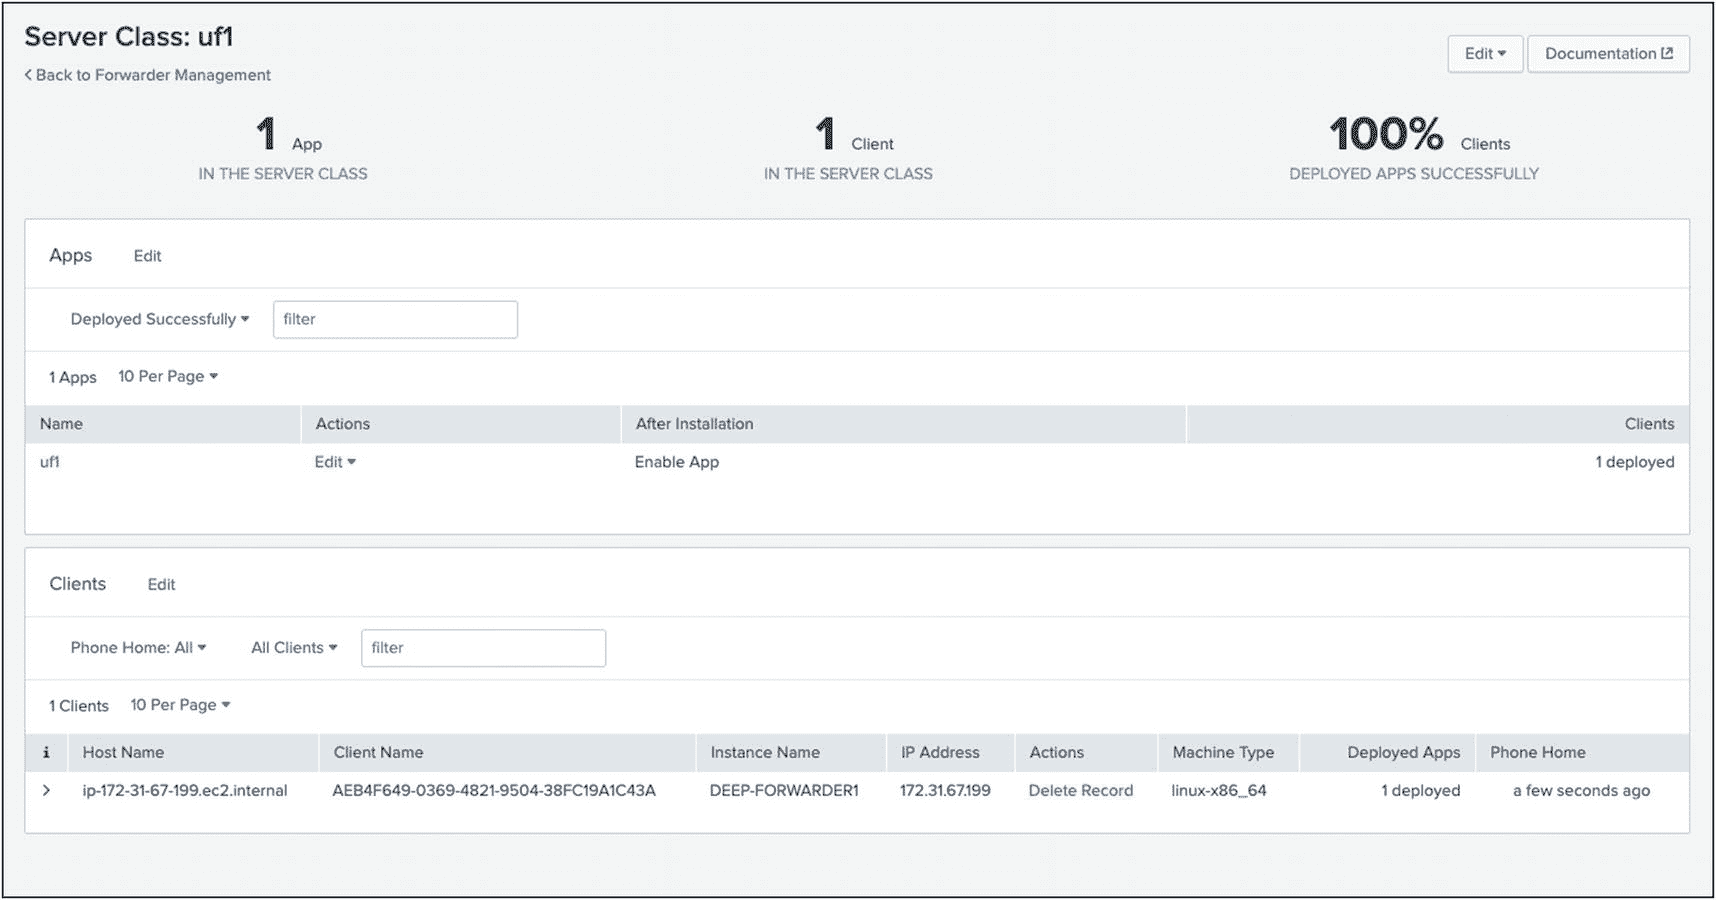 Server Class: uf1
Back to Forwarder Management
Edit Documentation
1 App
IN THE SERVER CLASS
1 Client
IN THE SERVER CLASS
100% Clients
DEPLOYED APPS SUCCESSFULLY
Apps Edit
Deployed Successfully filter
1 Apps 10 Per Page
Name Actions After Installation Clients
uf1 Edit Enable App 1 deployed
Clients Edit
Phone Home: All All Clients filter
1 Clients 10 Per Page
i Host Name Client Name Instance Name IP Address Actions Machine Type Deployed Apps Phone Home
ip-172-31-67-199.ec2.internal AEB4F649-0369-4821-9504-38FC19A1C43A DEEP-FORWARDER1 172.31.67.199 Delete Record linux-x86_64 1 deployed a few seconds ago